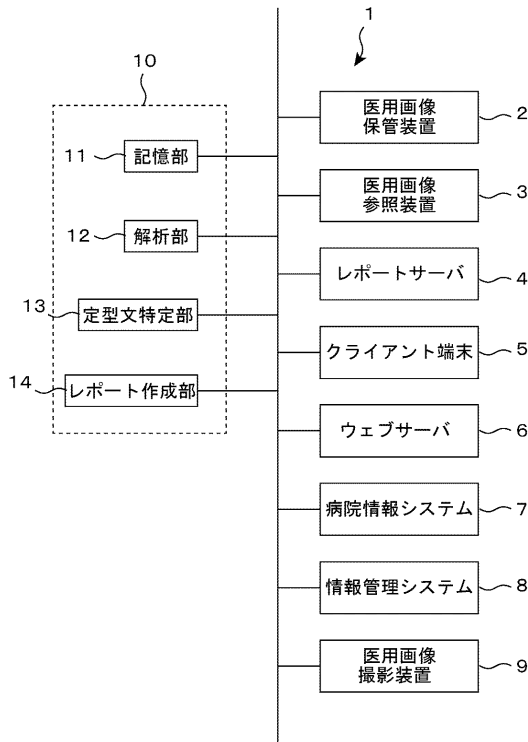 1
10
11
記憶部
12
解析部
13
定型文特定部
14
レポート作成部
医用画像
保管装置
2
医用画像
参照装置
3
レポートサーバ
4
クライアント端末
5
ウェブサーバ
6
病院情報システム
7
情報管理システム
8
医用画像
撮影装置
9